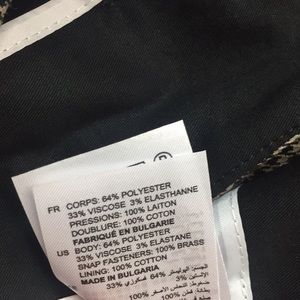 FR CORPS: 64% POLYESTER
33% VISCOSE 3% ELASTHANNE
PRESSIONS: 100% LAITON
DOUBLURE: 100% COTON
FABRIQUÉ EN BULGARIE
US BODY: 64% POLYESTER
33% VISCOSE 3% ELASTANE
SNAP FASTENERS: 100% BRASS
LINING: 100% COTTON
MADE IN BULGARIA